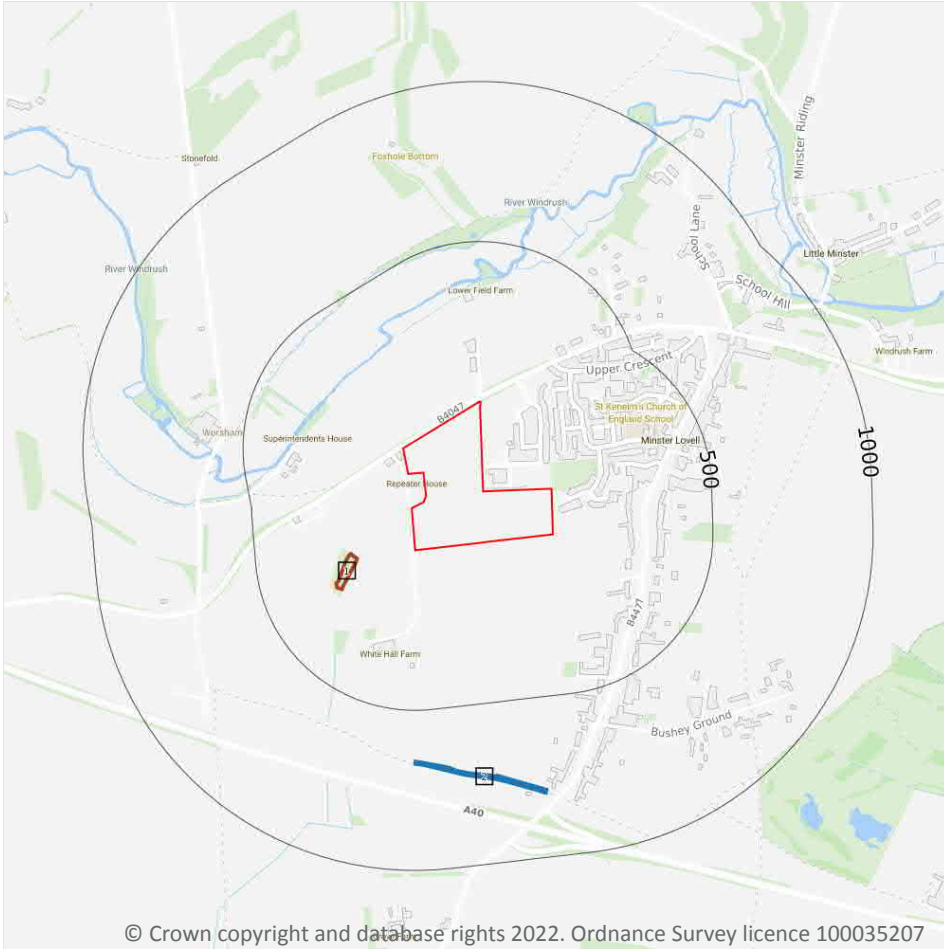 Minster Riding
Foxhole Bottom
Stonefold
River Windrush
School Lane
Little Minster
River Windrush
School Hill
Lower Field Farm
Windrush Farm
Upper Crescent
B4047
St Kenelm's Church of
England School
Worsham
Superintendents House
Minster Lovell
1000
500
Repeater House
1
B4477
White Hall Farm
Bushey Ground
2
A40
© Crown copyright and database rights 2022. Ordnance Survey licence 100035207